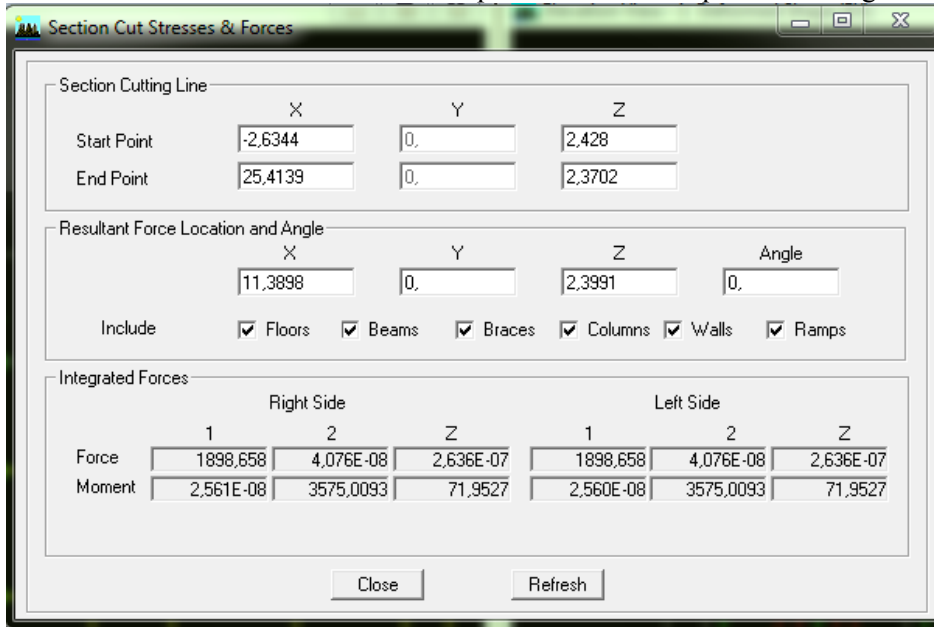 Section Cut Stresses & Forces
Section Cutting Line
X Y Z
Start Point -2,6344 0, 2,428
End Point 25,4139 0, 2,3702
Resultant Force Location and Angle
X Y Z Angle
11,3898 0, 2,3991 0,
Include Floors Beams Braces Columns Walls Ramps
Integrated Forces
Right Side Left Side
1 2 Z 1 2 Z
Force 1898,658 4,076E-08 2,636E-07 1898,658 4,076E-08 2,636E-07
Moment 2,561E-08 3575,0093 71,9527 2,560E-08 3575,0093 71,9527
Close Refresh